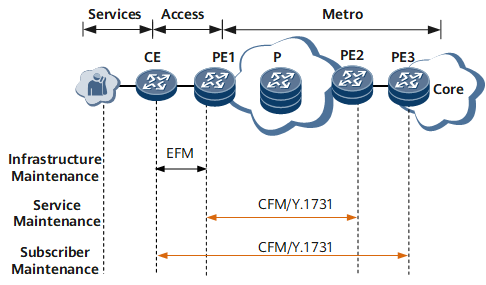 Services Access Metro
CE PE1 P PE2 PE3
Core
EFM
Infrastructure
Maintenance
Service
Maintenance
CFM/Y.1731
Subscriber
Maintenance
CFM/Y.1731